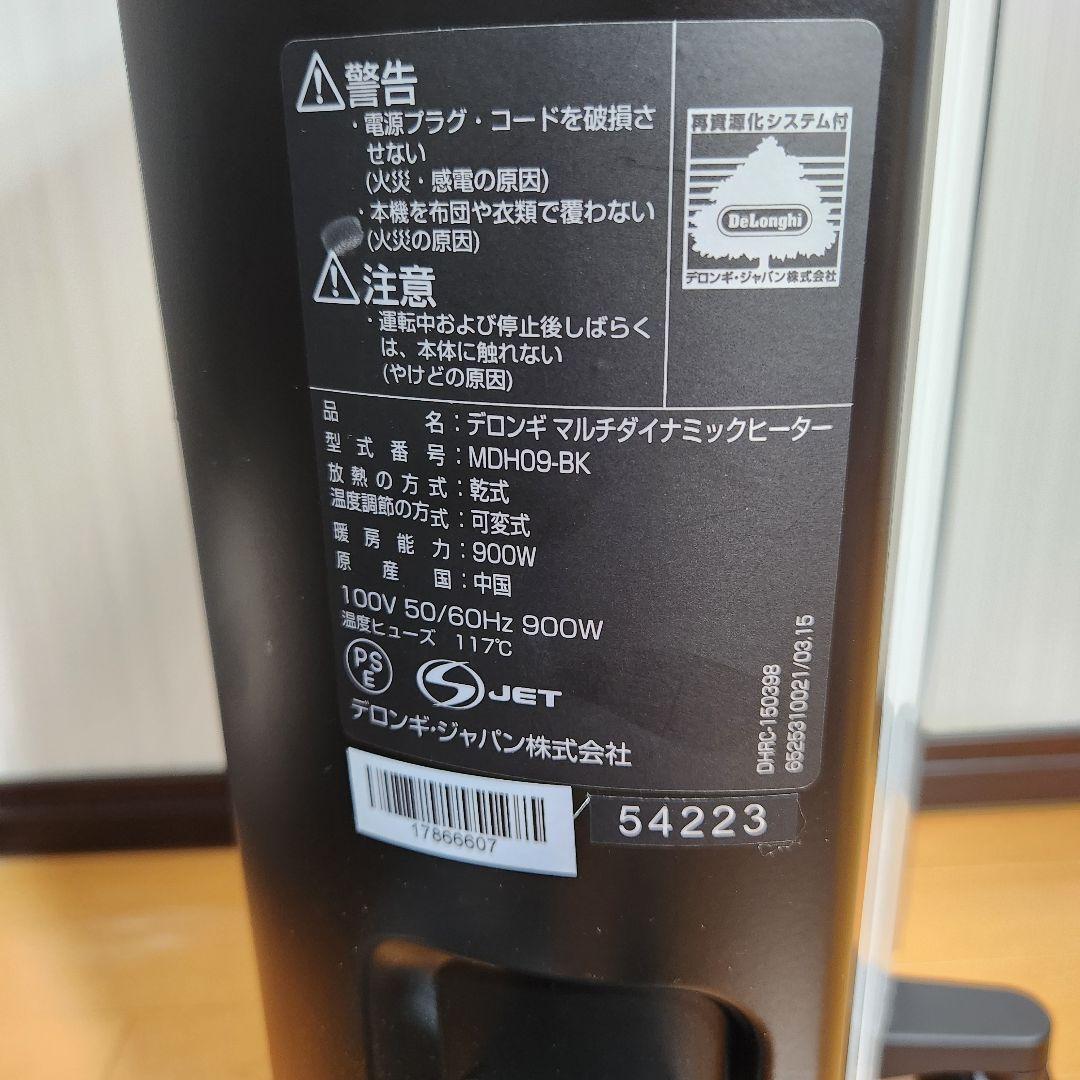 警告
・電源プラグ・コードを破損さ
せない
(火災・感電の原因)
・本機を布団や衣類で覆わない
(火災の原因)
注意
・運転中および停止後しばらく
は、本体に触れない
(やけどの原因)
再資源化システム付
DeLonghi
デロンギ・ジャパン株式会社
品名：デロンギ マルチダイナミックヒーター
型式番号：MDH09-BK
放熱の方式：乾式
温度調節の方式：可変式
暖房能力：900W
原産国：中国
100V 50/60Hz 900W
温度ヒューズ 117℃
PSE
JET
デロンギ・ジャパン株式会社
DHRC-150398
6525310021/03.15
17866607
54223